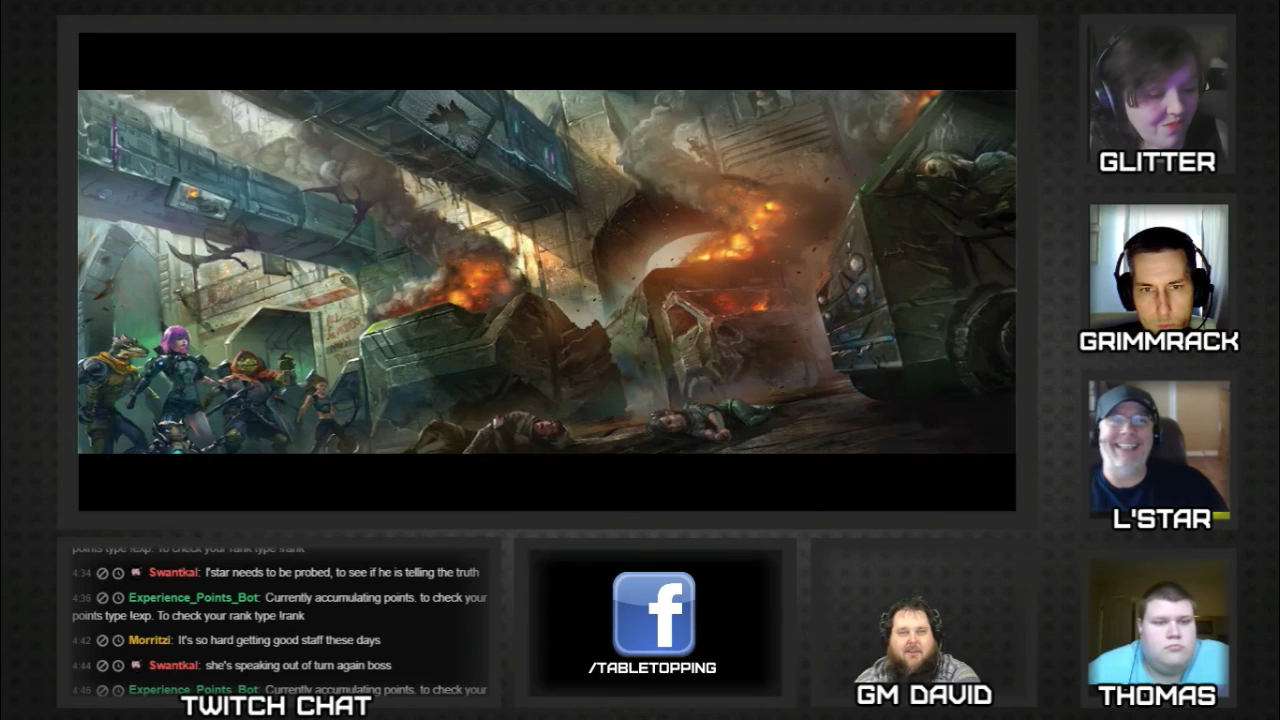 GLITTER
GRIMMRACK
L'STAR
points type !exp. To check your rank type !rank
4:34 Swantkal: l'star needs to be probed, to see if he is telling the truth
4:36 Experience_Points_Bot: Currently accumulating points. to check your
points type !exp. To check your rank type !rank
4:42 Morritzi: It's so hard getting good staff these days
4:44 Swantkal: she's speaking out of turn again boss
4:46 Experience_Points_Bot: Currently accumulating points. to check your
TWITCH CHAT
f
/TABLETOPPING
GM DAVID
THOMAS